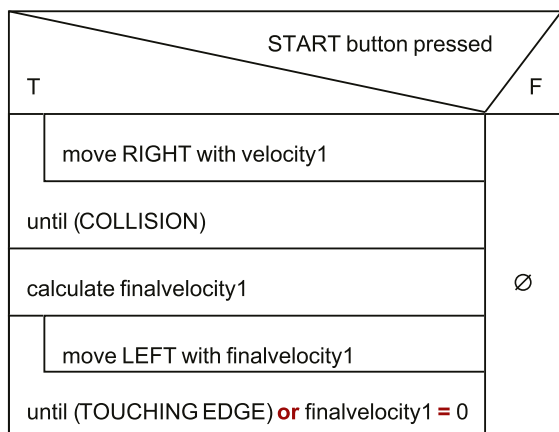 START button pressed
T
F
move RIGHT with velocity1
until (COLLISION)
calculate finalvelocity1
∅
move LEFT with finalvelocity1
until (TOUCHING EDGE) or finalvelocity1 = 0